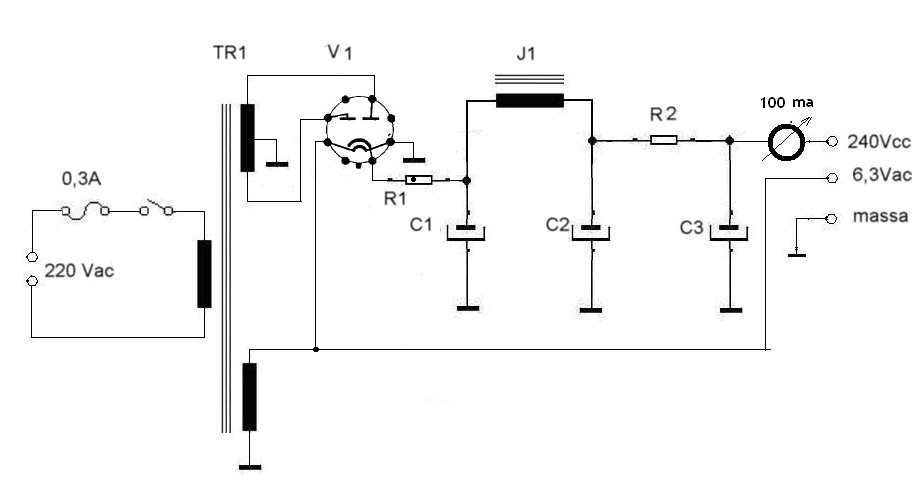 TR1
V1
J1
R2
100 ma
240Vcc
6,3Vac
massa
0,3A
220 Vac
R1
C1
C2
C3